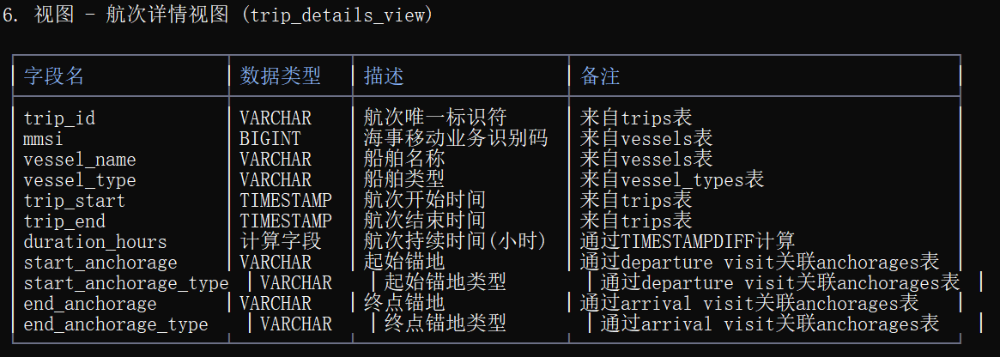 6. 视图 - 航次详情视图 (trip_details_view)
字段名 | 数据类型 | 描述 | 备注
trip_id | VARCHAR | 航次唯一标识符 | 来自trips表
mmsi | BIGINT | 海事移动业务识别码 | 来自vessels表
vessel_name | VARCHAR | 船舶名称 | 来自vessels表
vessel_type | VARCHAR | 船舶类型 | 来自vessel_types表
trip_start | TIMESTAMP | 航次开始时间 | 来自trips表
trip_end | TIMESTAMP | 航次结束时间 | 来自trips表
duration_hours | 计算字段 | 航次持续时间(小时) | 通过TIMESTAMPDIFF计算
start_anchorage | VARCHAR | 起始锚地 | 通过departure visit关联anchorages表
start_anchorage_type | VARCHAR | 起始锚地类型 | 通过departure visit关联anchorages表
end_anchorage | VARCHAR | 终点锚地 | 通过arrival visit关联anchorages表
end_anchorage_type | VARCHAR | 终点锚地类型 | 通过arrival visit关联anchorages表